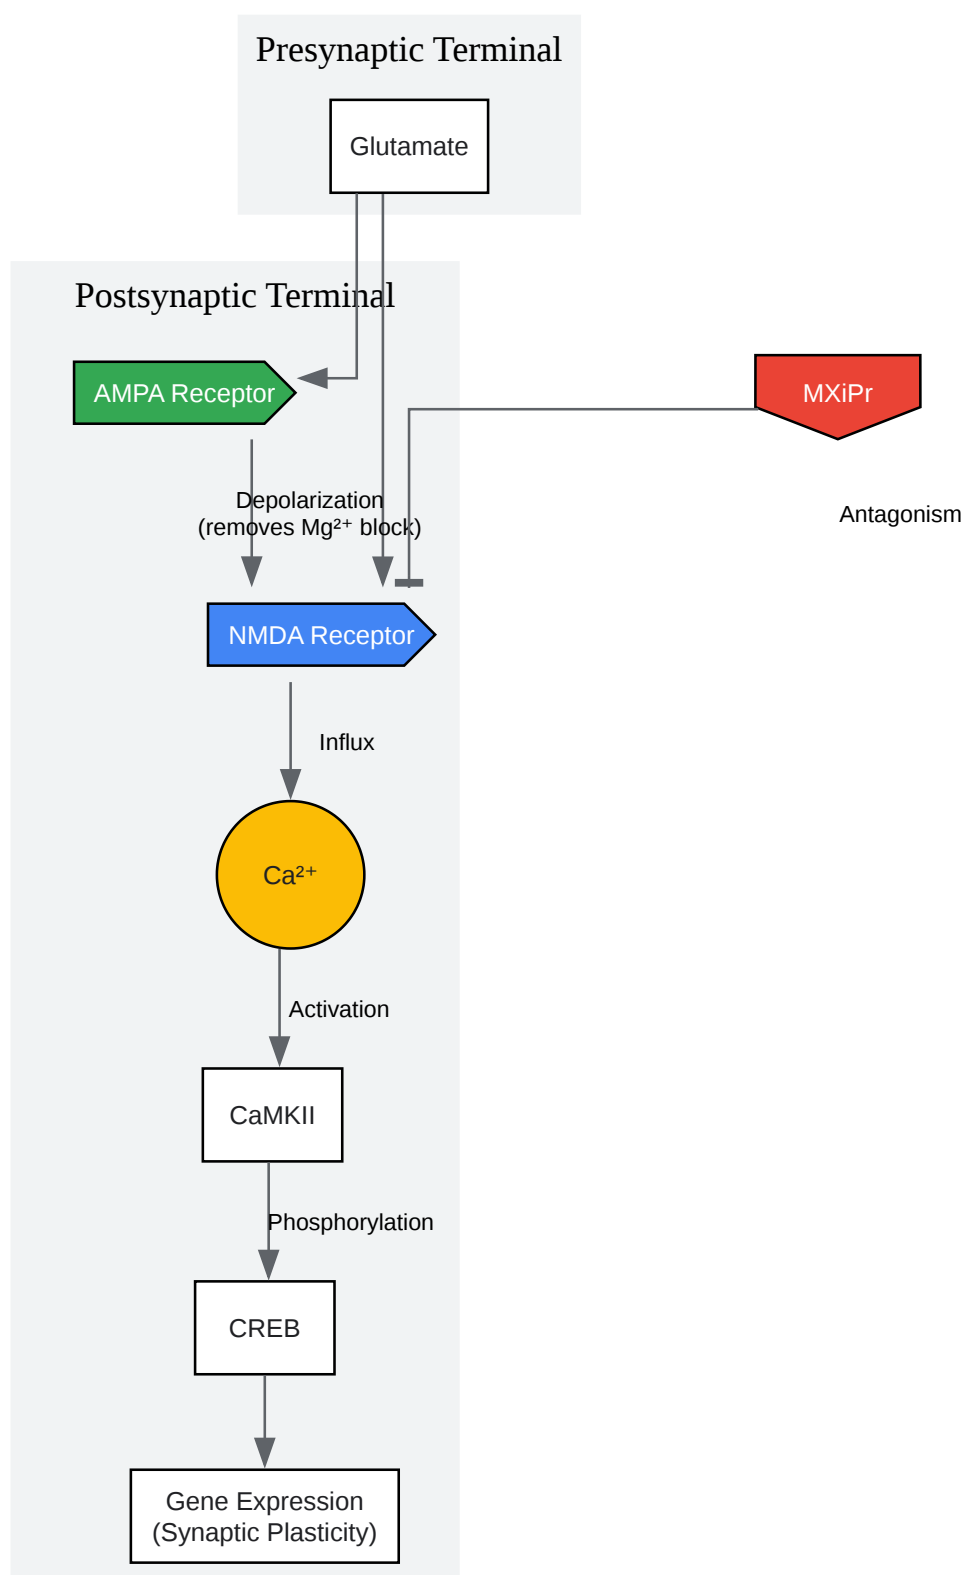 Presynaptic Terminal
Glutamate
Postsynaptic Terminal
AMPA Receptor
MXiPr
Depolarization
(removes Mg²⁺ block)
Antagonism
NMDA Receptor
Influx
Ca²⁺
Activation
CaMKII
Phosphorylation
CREB
Gene Expression
(Synaptic Plasticity)